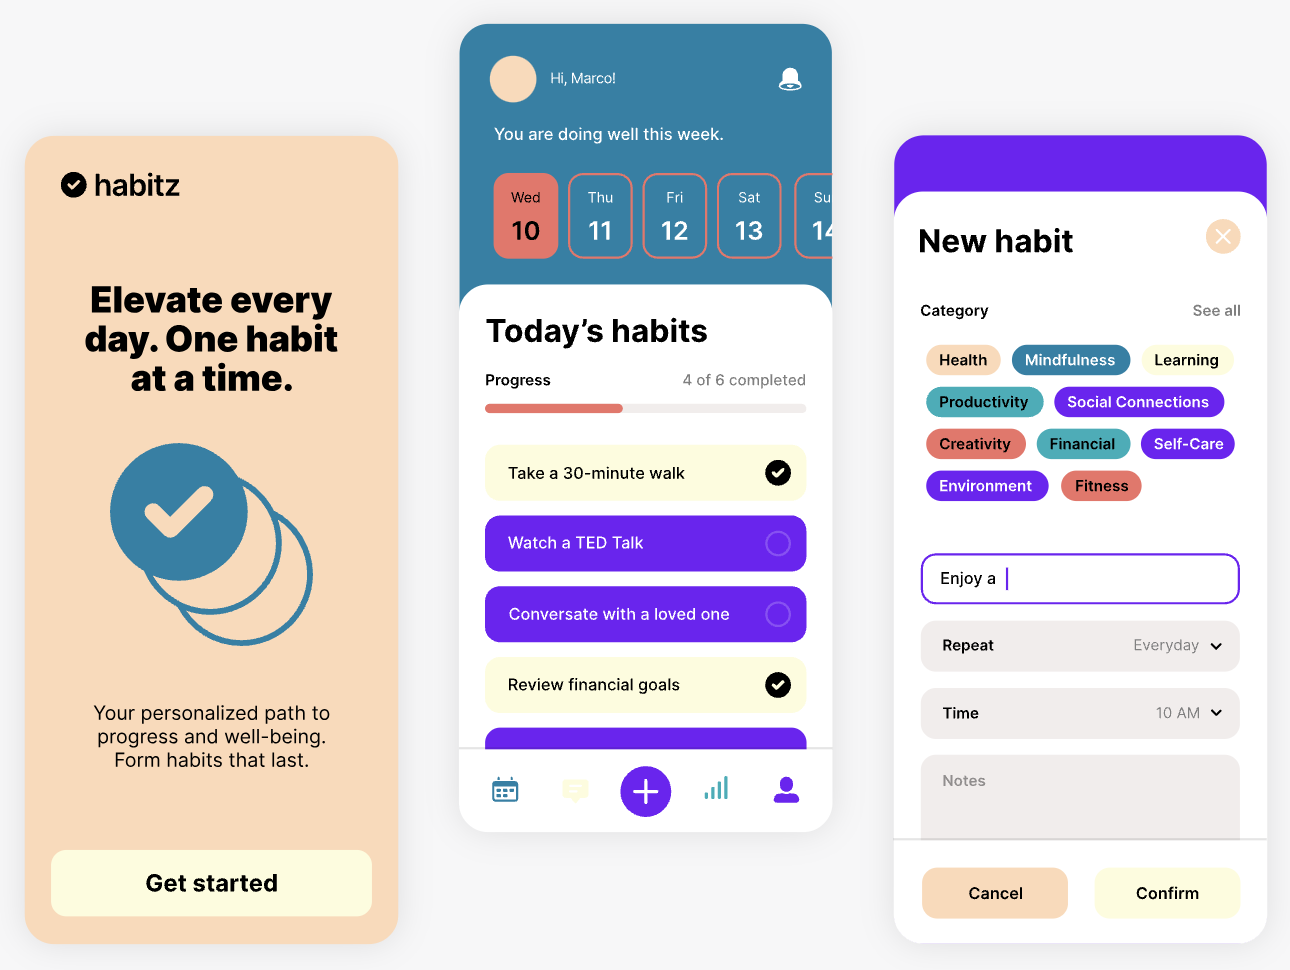 habitz
Elevate every
day. One habit
at a time.
Your personalized path to
progress and well-being.
Form habits that last.
Get started
Hi, Marco!
You are doing well this week.
Wed Thu Fri Sat Su
10 11 12 13 14
Today’s habits
Progress 4 of 6 completed
Take a 30-minute walk
Watch a TED Talk
Conversate with a loved one
Review financial goals
New habit
Category See all
Health Mindfulness Learning
Productivity Social Connections
Creativity Financial Self-Care
Environment Fitness
Enjoy a
Repeat Everyday
Time 10 AM
Notes
Cancel Confirm